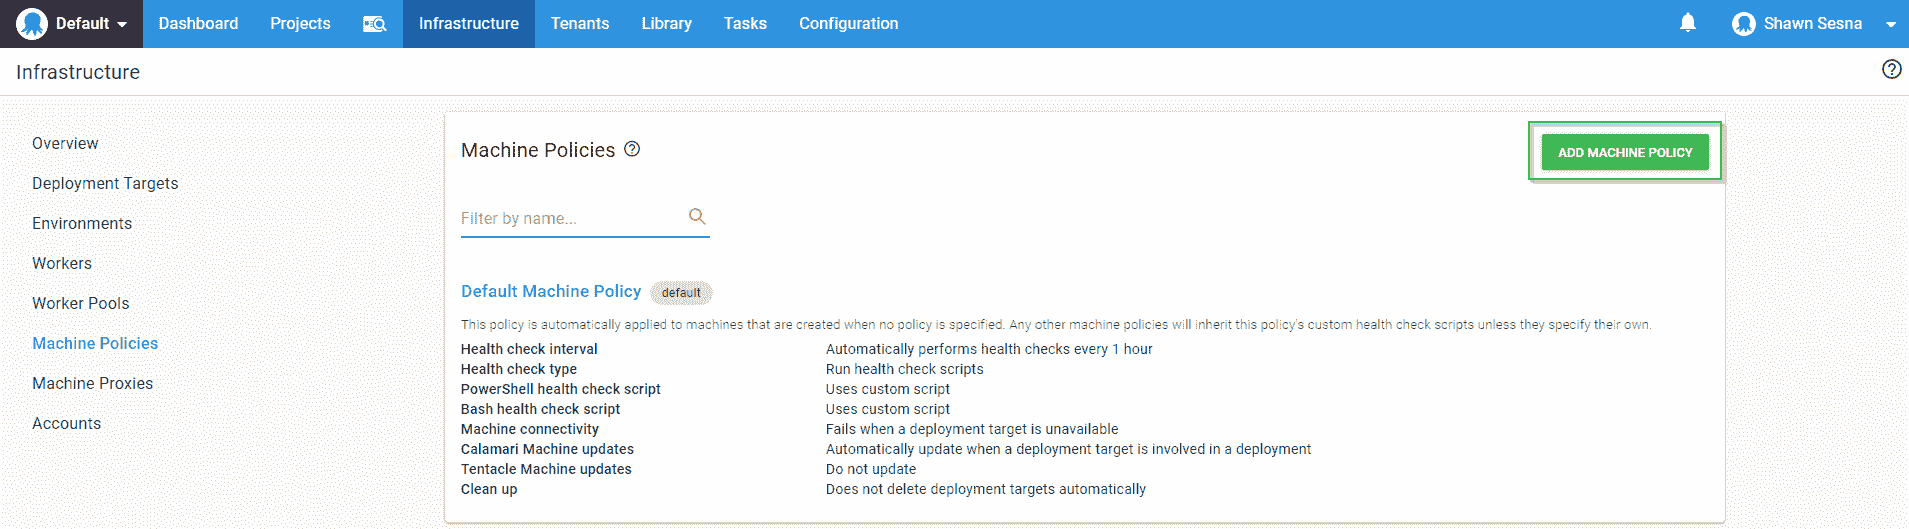 Default Dashboard Projects Infrastructure Tenants Library Tasks Configuration Shawn Sesna
Infrastructure
Overview
Deployment Targets
Environments
Workers
Worker Pools
Machine Policies
Machine Proxies
Accounts
Machine Policies
ADD MACHINE POLICY
Filter by name...
Default Machine Policy default
This policy is automatically applied to machines that are created when no policy is specified. Any other machine policies will inherit this policy's custom health check scripts unless they specify their own.
Health check interval Automatically performs health checks every 1 hour
Health check type Run health check scripts
PowerShell health check script Uses custom script
Bash health check script Uses custom script
Machine connectivity Fails when a deployment target is unavailable
Calamari Machine updates Automatically update when a deployment target is involved in a deployment
Tentacle Machine updates Do not update
Clean up Does not delete deployment targets automatically